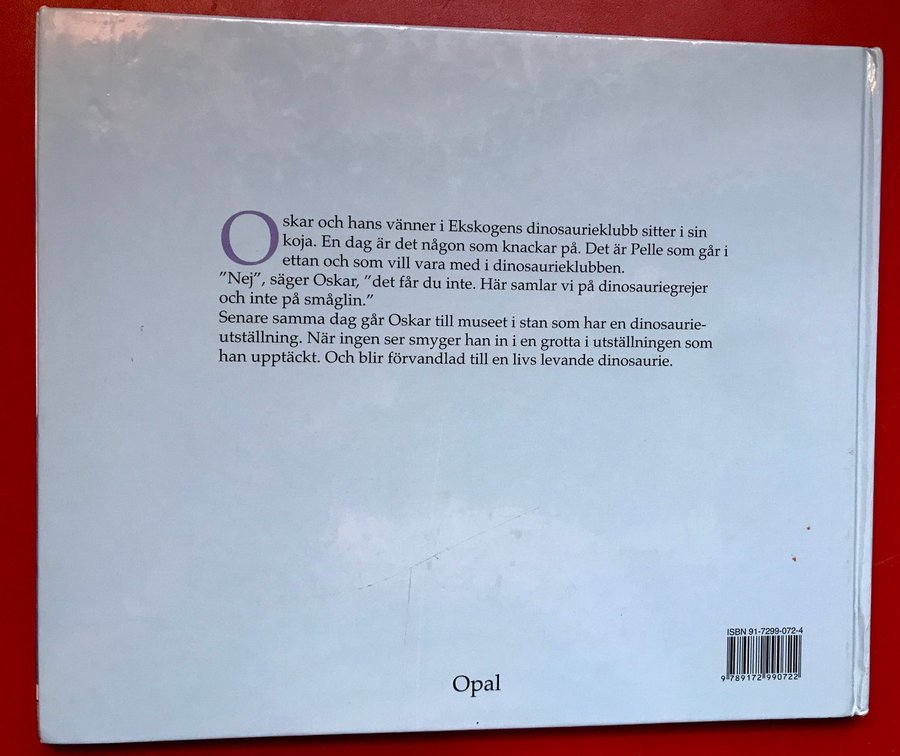 Oskar och hans vänner i Ekskogens dinosaurieklubb sitter i sin
koja. En dag är det någon som knackar på. Det är Pelle som går i
ettan och som vill vara med i dinosaurieklubben.
”Nej”, säger Oskar, ”det får du inte. Här samlar vi på dinosauriegrejer
och inte på småglin.”
Senare samma dag går Oskar till museet i stan som har en dinosaurie-
utställning. När ingen ser smyger han in i en grotta i utställningen som
han upptäckt. Och blir förvandlad till en livs levande dinosaurie.
ISBN 91-7299-072-4
9 789172 990722
Opal